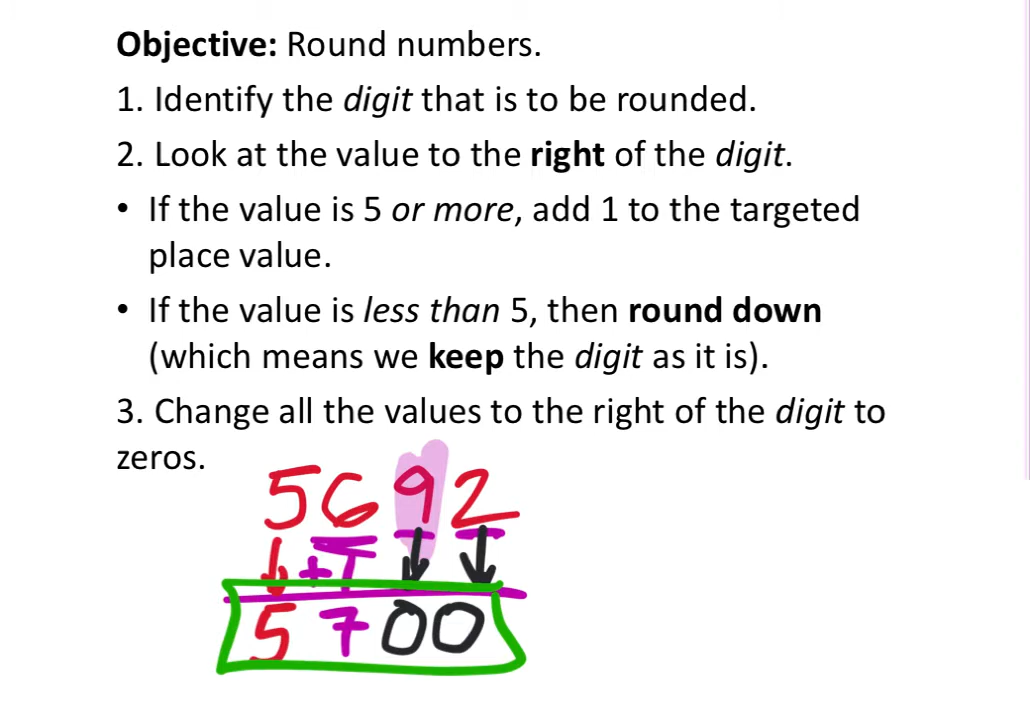 Objective: Round numbers.
1. Identify the digit that is to be rounded.
2. Look at the value to the right of the digit.
• If the value is 5 or more, add 1 to the targeted
place value.
• If the value is less than 5, then round down
(which means we keep the digit as it is).
3. Change all the values to the right of the digit to
zeros.
5692
+1
5700